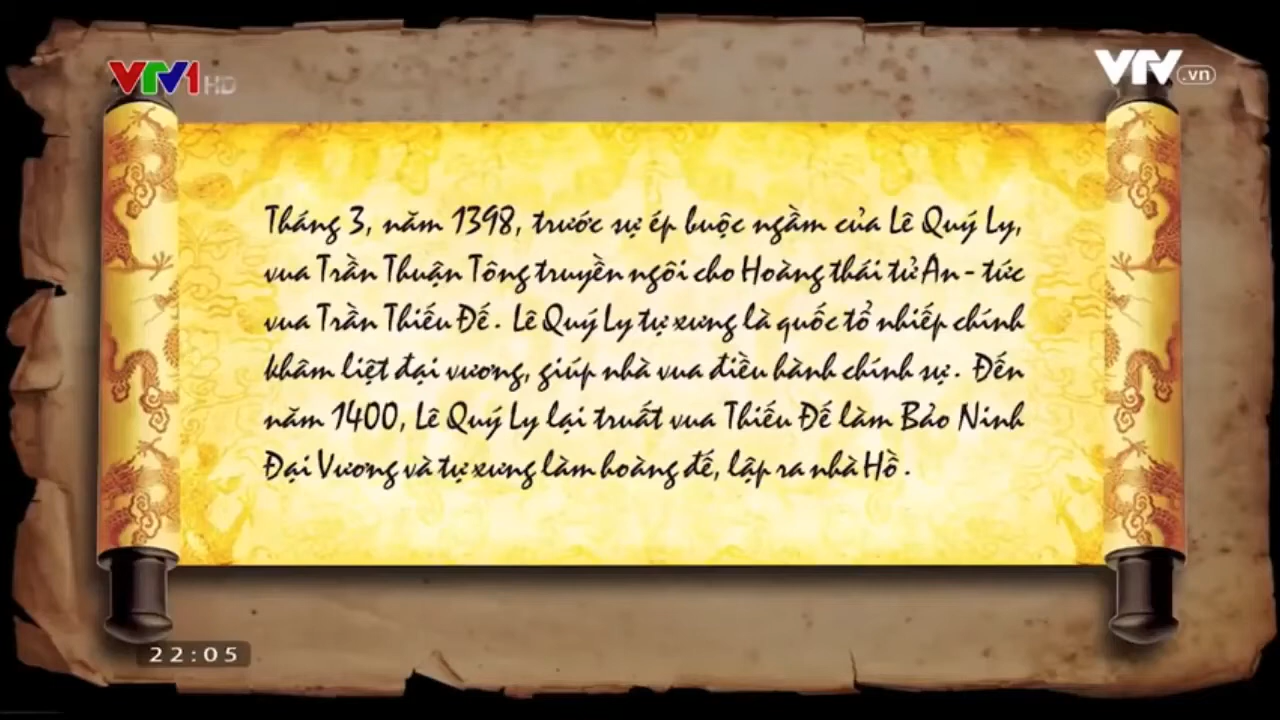 VTV1 HD
VTV.vn
Tháng 3, năm 1398, trước sự ép buộc ngầm của Lê Quý Ly,
vua Trần Thuận Tông truyền ngôi cho Hoàng thái tử An - tức
vua Trần Thiếu Đế. Lê Quý Ly tự xưng là quốc tổ nhiếp chính
khâm liệt đại vương, giúp nhà vua điều hành chính sự. Đến
năm 1400, Lê Quý Ly lại truất vua Thiếu Đế làm Bảo Ninh
Đại Vương và tự xưng làm hoàng đế, lập ra nhà Hồ.
22:05